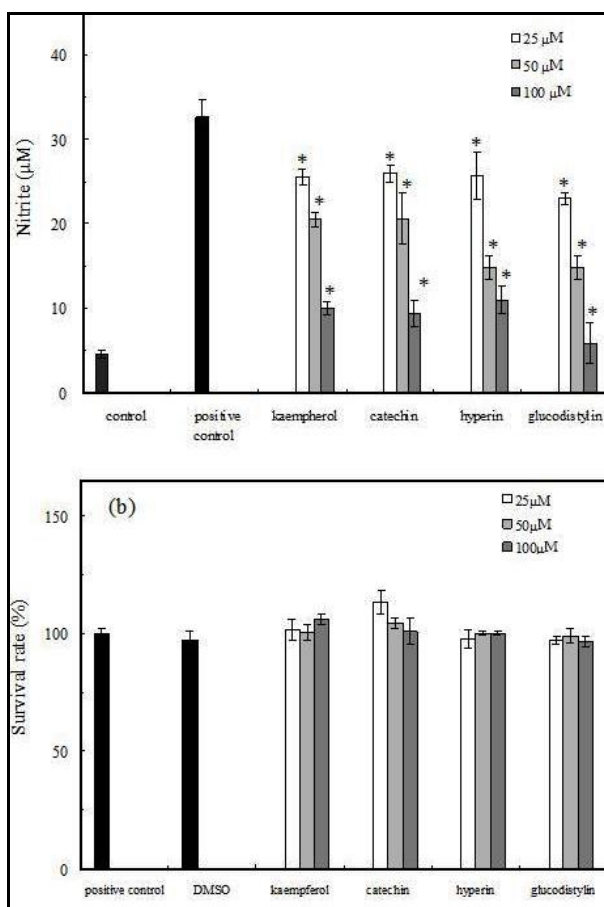 25 μM
50 μM
100 μM
Nitrite (μM)
40
30
20
10
0
* * * *
* * * *
* * * *
control positive control kaempherol catechin hyperin glucodistylin
(b)
25μM
50μM
100μM
Survival rate (%)
150
100
50
0
positive control DMSO kaempferol catechin hyperin glucodistylin